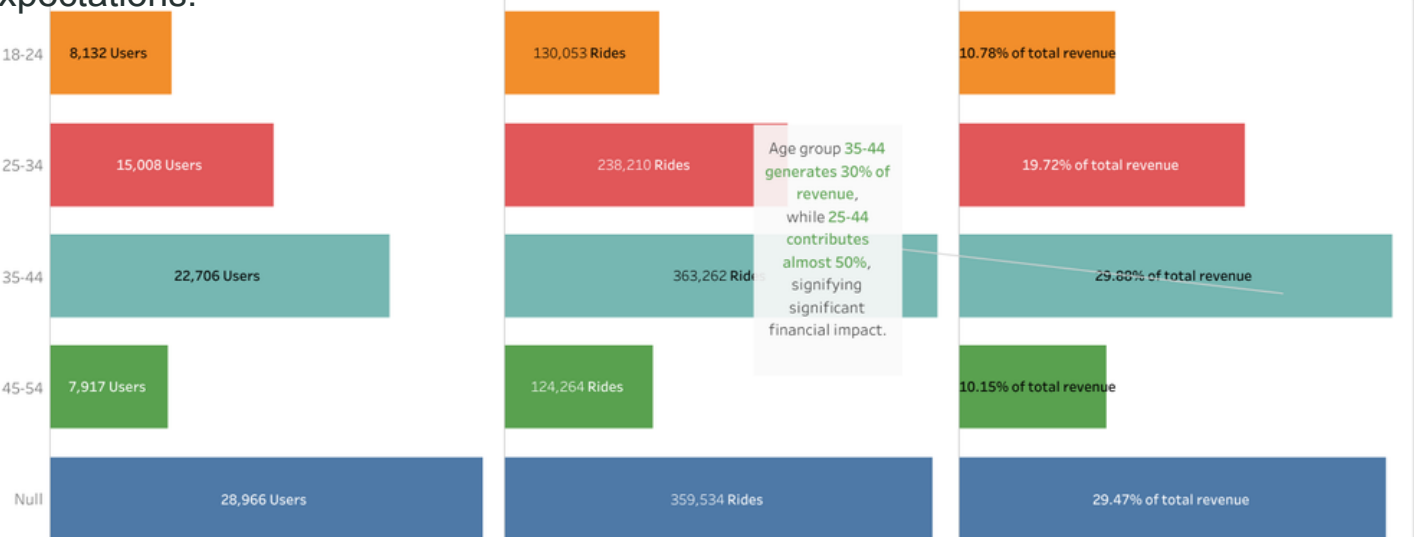 xpectations.
18-24
8,132 Users
130,053 Rides
10.78% of total revenue
25-34
15,008 Users
238,210 Rides
19.72% of total revenue
Age group 35-44
generates 30% of
revenue,
while 25-44
contributes
almost 50%,
signifying
significant
financial impact.
35-44
22,706 Users
363,262 Rides
29.88% of total revenue
45-54
7,917 Users
124,264 Rides
10.15% of total revenue
Null
28,966 Users
359,534 Rides
29.47% of total revenue